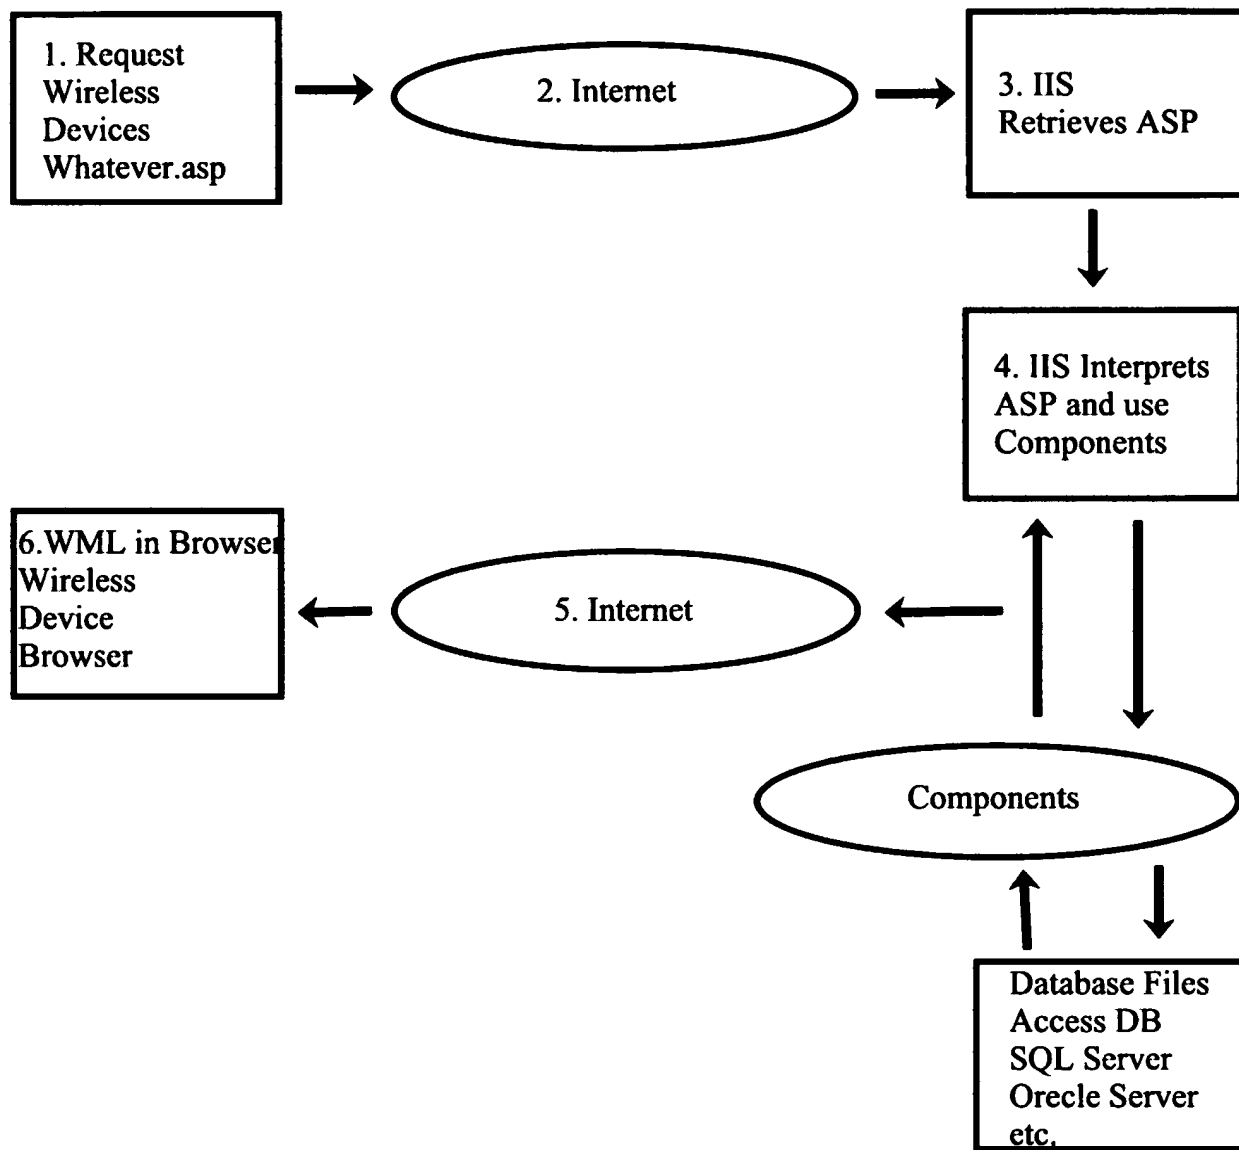 1. Request
Wireless
Devices
Whatever.asp
2. Internet
3. IIS
Retrieves ASP
4. IIS Interprets
ASP and use
Components
6.WML in Browser
Wireless
Device
Browser
5. Internet
Components
Database Files
Access DB
SQL Server
Orecle Server
etc.